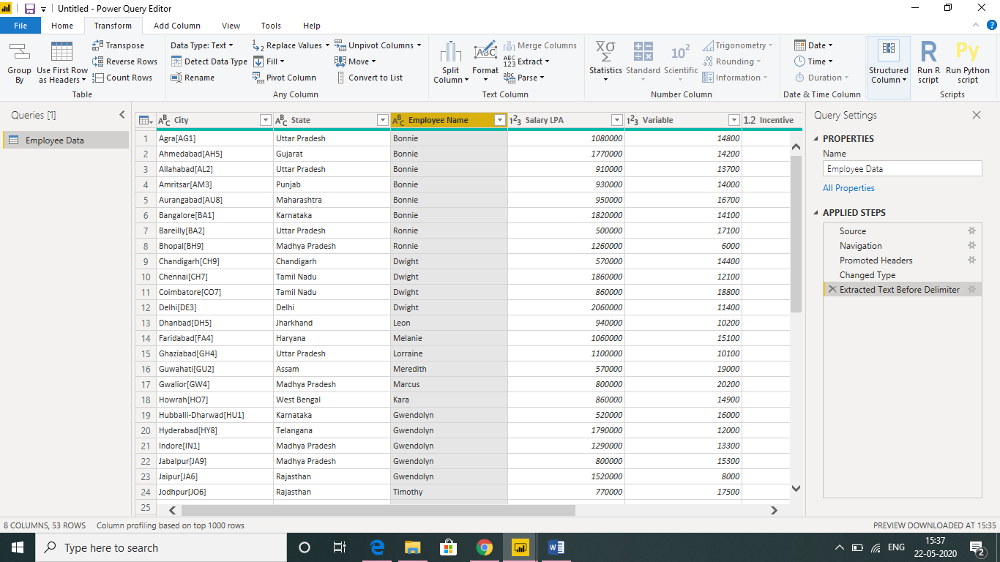 Untitled - Power Query Editor
File Home Transform Add Column View Tools Help
Group By
Use First Row as Headers
Transpose
Reverse Rows
Count Rows
Table
Data Type: Text
Detect Data Type
Rename
Replace Values
Fill
Pivot Column
Unpivot Columns
Move
Convert to List
Any Column
Split Column
Format
Merge Columns
Extract
Parse
Text Column
Statistics
Standard
Scientific
Trigonometry
Rounding
Information
Number Column
Date
Time
Duration
Date & Time Column
Structured Column
Run R script
Run Python script
Scripts
Queries [1]
Employee Data
City State Employee Name Salary LPA Variable 1.2 Incentive
1 Agra[AG1] Uttar Pradesh Bonnie 1080000 14800
2 Ahmedabad[AH5] Gujarat Bonnie 1770000 14200
3 Allahabad[AL2] Uttar Pradesh Bonnie 910000 13700
4 Amritsar[AM3] Punjab Bonnie 930000 14000
5 Aurangabad[AU8] Maharashtra Bonnie 950000 16700
6 Bangalore[BA1] Karnataka Bonnie 1820000 14100
7 Bareilly[BA2] Uttar Pradesh Ronnie 500000 17100
8 Bhopal[BH9] Madhya Pradesh Ronnie 1260000 6000
9 Chandigarh[CH9] Chandigarh Dwight 570000 14400
10 Chennai[CH7] Tamil Nadu Dwight 1860000 12100
11 Coimbatore[CO7] Tamil Nadu Dwight 860000 18800
12 Delhi[DE3] Delhi Dwight 2060000 11400
13 Dhanbad[DH5] Jharkhand Leon 940000 10200
14 Faridabad[FA4] Haryana Melanie 1060000 15100
15 Ghaziabad[GH4] Uttar Pradesh Lorraine 1100000 10100
16 Guwahati[GU2] Assam Meredith 570000 19000
17 Gwalior[GW4] Madhya Pradesh Marcus 800000 20200
18 Howrah[HO7] West Bengal Kara 860000 14900
19 Hubballi-Dharwad[HU1] Karnataka Gwendolyn 520000 16000
20 Hyderabad[HY8] Telangana Gwendolyn 1790000 12000
21 Indore[IN1] Madhya Pradesh Gwendolyn 1290000 13300
22 Jabalpur[JA9] Madhya Pradesh Gwendolyn 800000 15300
23 Jaipur[JA6] Rajasthan Gwendolyn 1520000 8000
24 Jodhpur[JO6] Rajasthan Timothy 770000 17500
25
Query Settings
PROPERTIES
Name
Employee Data
All Properties
APPLIED STEPS
Source
Navigation
Promoted Headers
Changed Type
Extracted Text Before Delimiter
8 COLUMNS, 53 ROWS Column profiling based on top 1000 rows
PREVIEW DOWNLOADED AT 15:35
Type here to search
ENG
15:37
22-05-2020
2